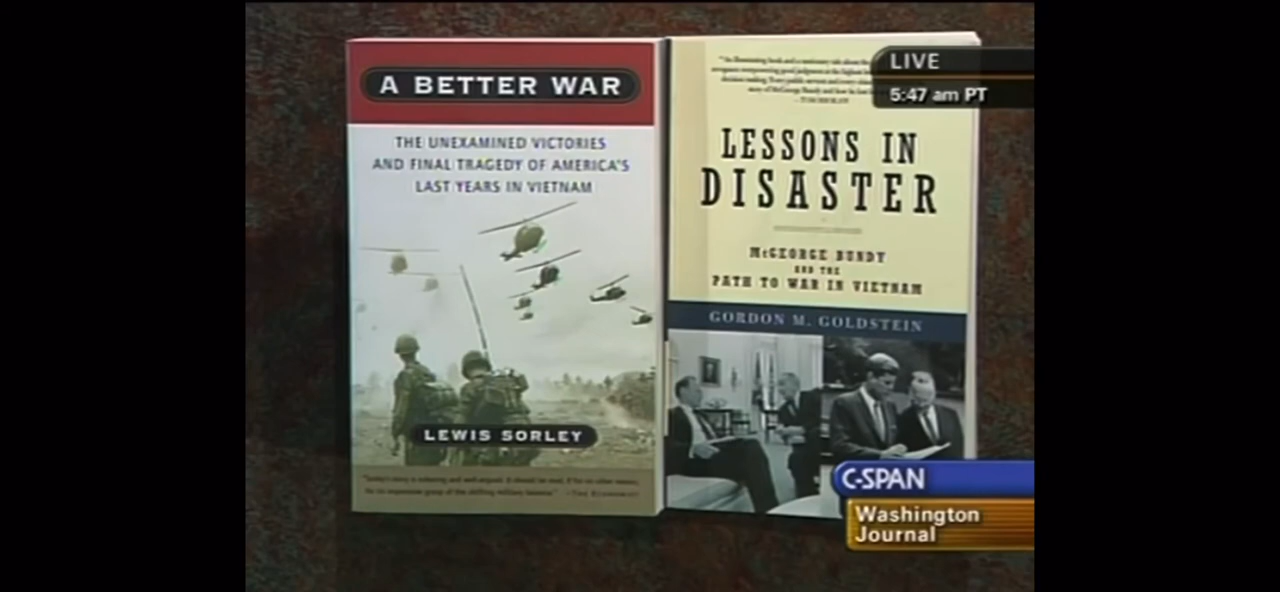 A BETTER WAR
THE UNEXAMINED VICTORIES
AND FINAL TRAGEDY OF AMERICA'S
LAST YEARS IN VIETNAM
LEWIS SORLEY
—THE ECONOMIST
LESSONS IN
DISASTER
McGEORGE BUNDY
AND THE
PATH TO WAR IN VIETNAM
GORDON M. GOLDSTEIN
LIVE
5:47 am PT
C-SPAN
Washington
Journal